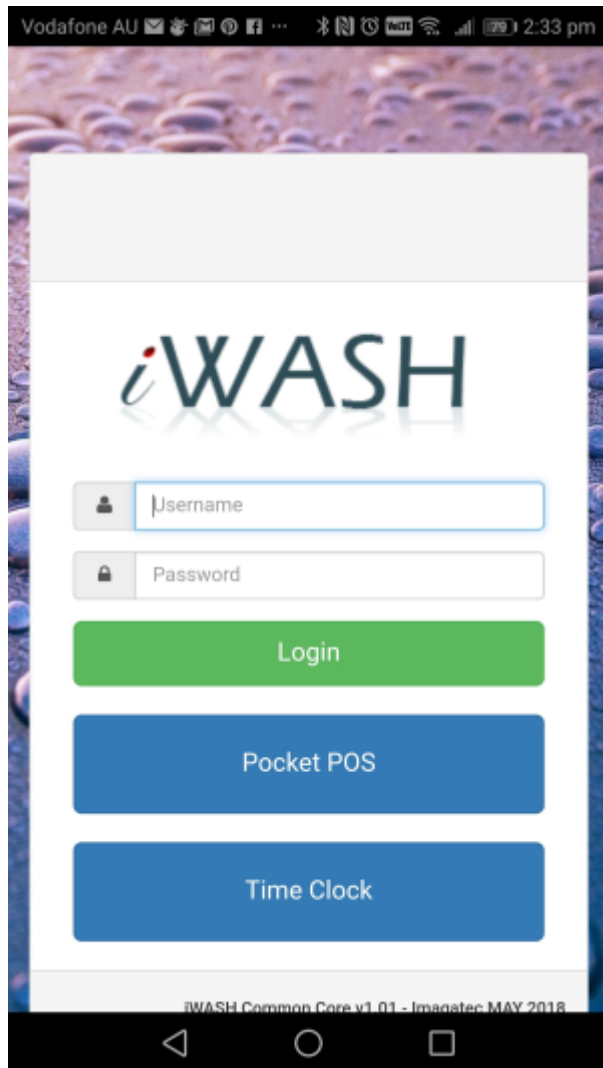 Vodafone AU 79 2:33 pm
iWASH
Username
Password
Login
Pocket POS
Time Clock
iWASH Common Core v1.01 - Imagatec MAY 2018